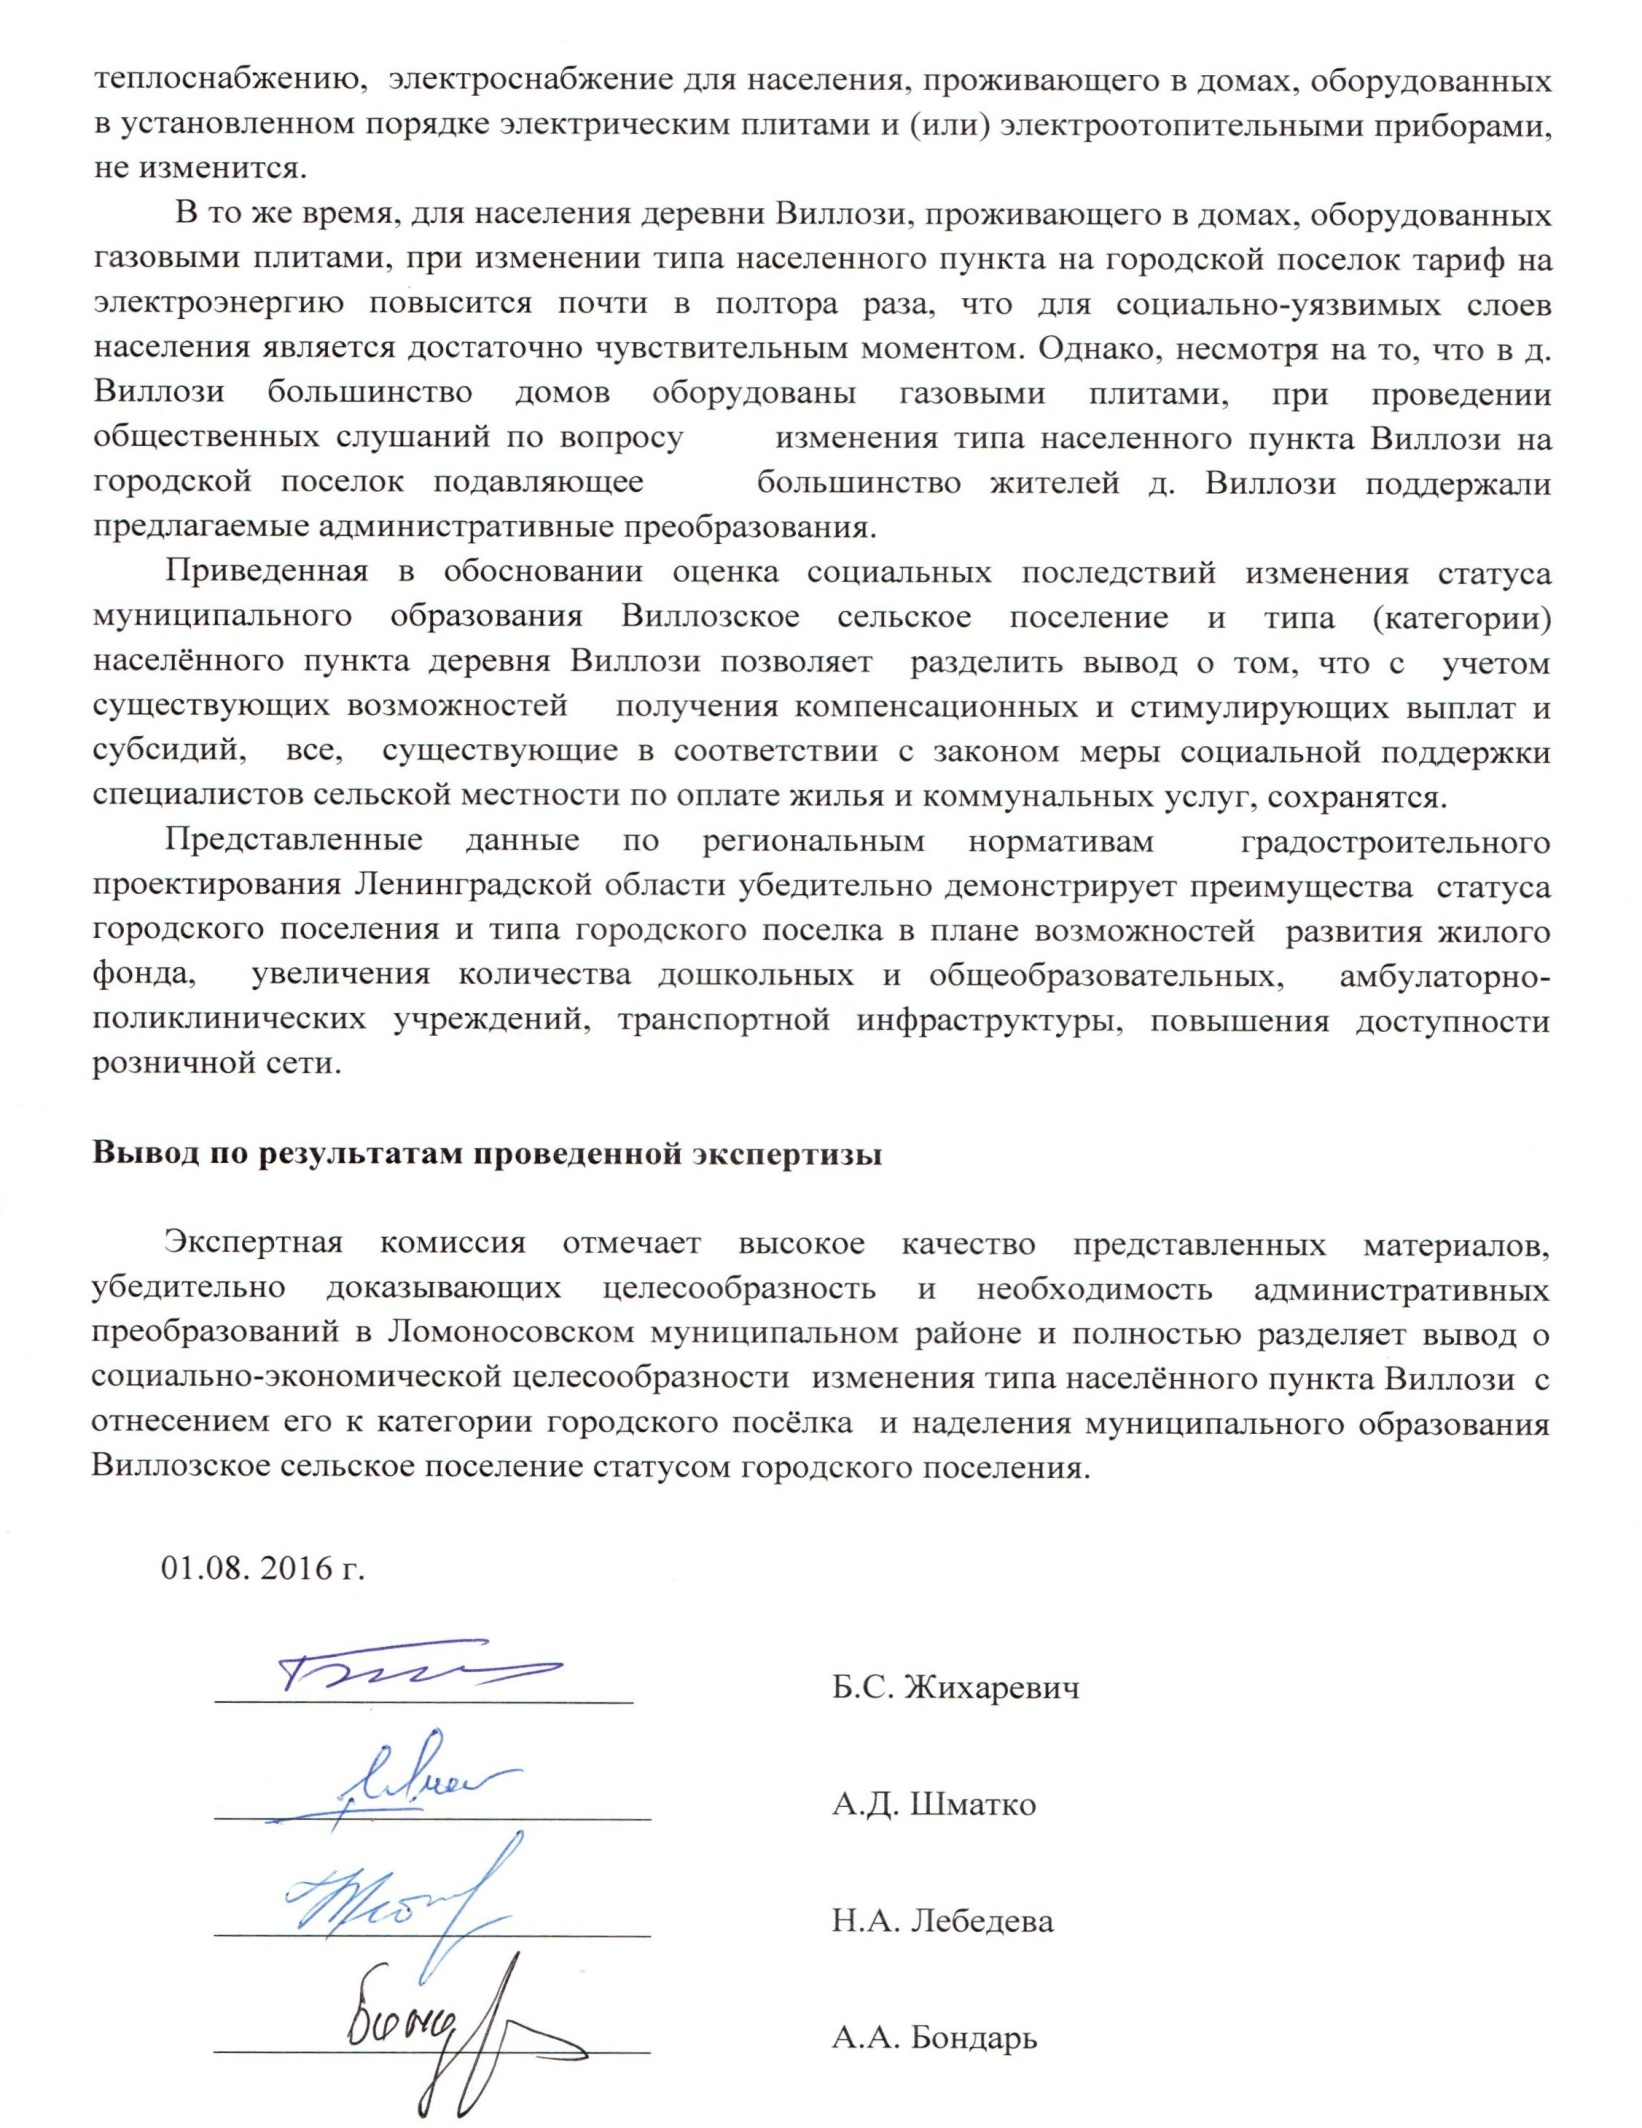 теплоснабжению, электроснабжение для населения, проживающего в домах, оборудованных
в установленном порядке электрическим плитами и (или) электроотопительными приборами,
не изменится.
В то же время, для населения деревни Виллози, проживающего в домах, оборудованных
газовыми плитами, при изменении типа населенного пункта на городской поселок тариф на
электроэнергию повысится почти в полтора раза, что для социально-уязвимых слоев
населения является достаточно чувствительным моментом. Однако, несмотря на то, что в д.
Виллози большинство домов оборудованы газовыми плитами, при проведении
общественных слушаний по вопросу изменения типа населенного пункта Виллози на
городской поселок подавляющее большинство жителей д. Виллози поддержали
предлагаемые административные преобразования.
Приведенная в обосновании оценка социальных последствий изменения статуса
муниципального образования Виллозское сельское поселение и типа (категории)
населённого пункта деревня Виллози позволяет разделить вывод о том, что с учетом
существующих возможностей получения компенсационных и стимулирующих выплат и
субсидий, все, существующие в соответствии с законом меры социальной поддержки
специалистов сельской местности по оплате жилья и коммунальных услуг, сохранятся.
Представленные данные по региональным нормативам градостроительного
проектирования Ленинградской области убедительно демонстрирует преимущества статуса
городского поселения и типа городского поселка в плане возможностей развития жилого
фонда, увеличения количества дошкольных и общеобразовательных, амбулаторно-
поликлинических учреждений, транспортной инфраструктуры, повышения доступности
розничной сети.
Вывод по результатам проведенной экспертизы
Экспертная комиссия отмечает высокое качество представленных материалов,
убедительно доказывающих целесообразность и необходимость административных
преобразований в Ломоносовском муниципальном районе и полностью разделяет вывод о
социально-экономической целесообразности изменения типа населённого пункта Виллози с
отнесением его к категории городского посёлка и наделения муниципального образования
Виллозское сельское поселение статусом городского поселения.
01.08. 2016 г.
Б.С. Жихаревич
А.Д. Шматко
Н.А. Лебедева
А.А. Бондарь